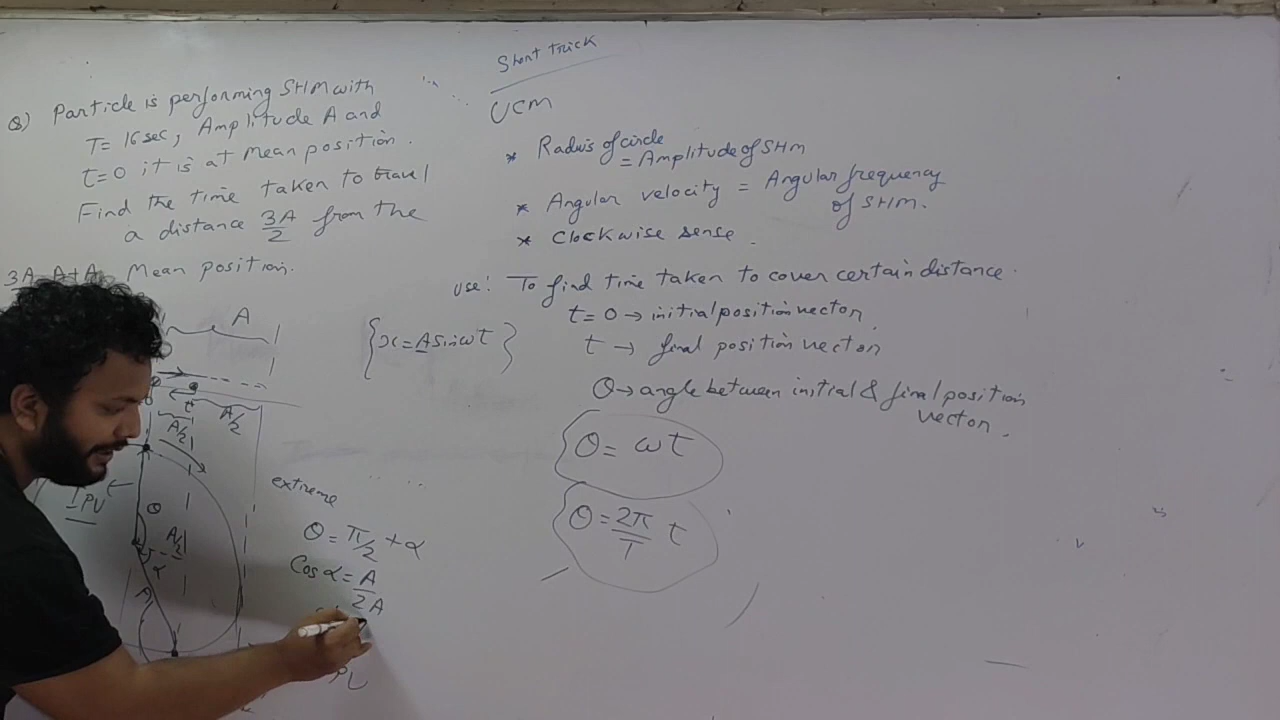 Q) Particle is performing SHM with
T= 16 sec, Amplitude A and
t=0 it is at mean position.
Find the time taken to travel
a distance 3A/2 from the
Mean position.
3A A+A
A
O
t
A/2
A/2
IPV
θ
A/2
α
A
extreme
θ = π/2 + α
Cos α = A/2A
{x = A sin ωt}
Short trick
UCM
* Radius of circle
= Amplitude of SHM
* Angular velocity = Angular frequency
of SHM.
* Clockwise sense.
use: To find time taken to cover certain distance.
t = 0 → initial position vector.
t → final position vector.
θ → angle between initial & final position
vector.
θ = ωt
θ = 2π/T t